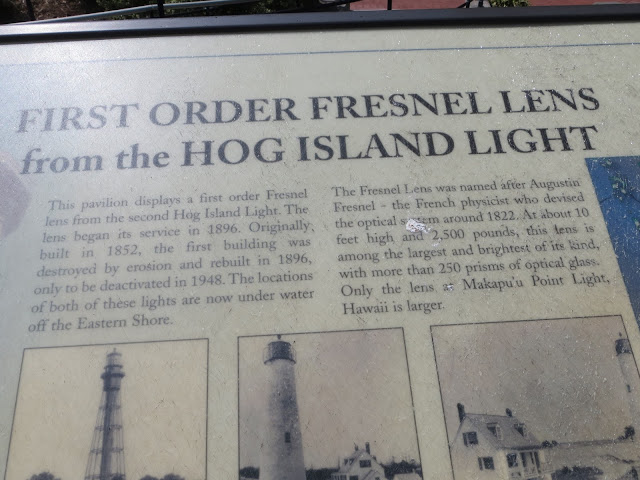 FIRST ORDER FRESNEL LENS
from the HOG ISLAND LIGHT
This pavilion displays a first order Fresnel
lens from the second Hog Island Light. The
lens began its service in 1896. Originally,
built in 1852, the first building was
destroyed by erosion and rebuilt in 1896,
only to be deactivated in 1948. The locations
of both of these lights are now under water
off the Eastern Shore.
The Fresnel Lens was named after Augustin
Fresnel - the French physicist who devised
the optical system around 1822. At about 10
feet high and 2,500 pounds, this lens is
among the largest and brightest of its kind,
with more than 250 prisms of optical glass.
Only the lens at Makapu'u Point Light,
Hawaii is larger.